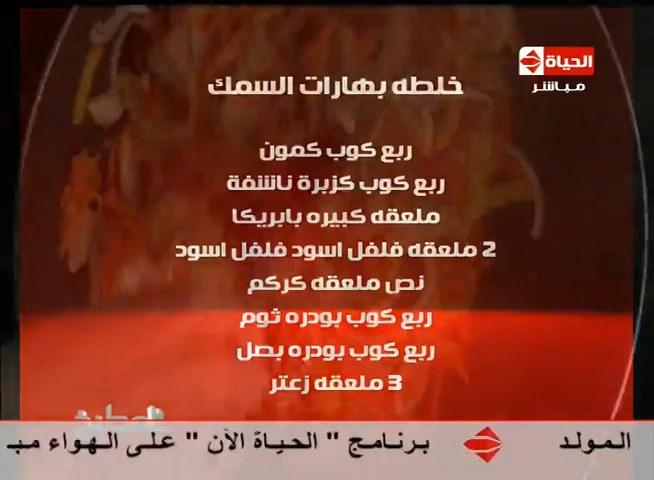 الحياة
مباشر
خلطه بهارات السمك
ربع كوب كمون
ربع كوب كزبرة ناشفة
ملعقه كبيره بابريكا
2 ملعقه فلفل اسود فلفل اسود
نص ملعقه كركم
ربع كوب بودره ثوم
ربع كوب بودره بصل
3 ملعقه زعتر
المولد برنامج " الحياة الآن " على الهواء مبـ